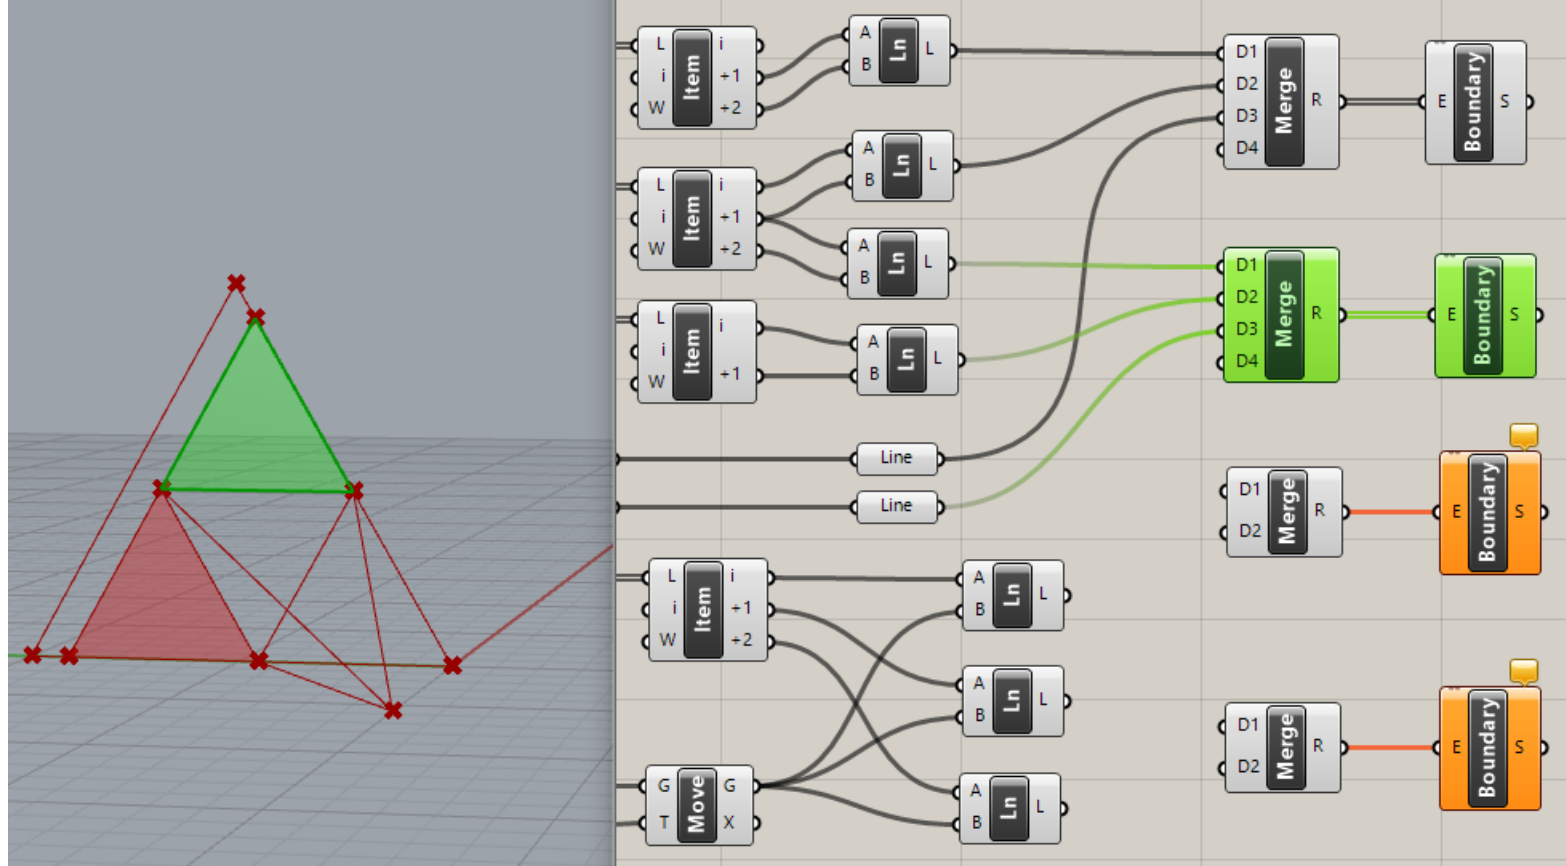 L i
Item
i +1
W +2
A
Ln L
B
D1
D2
Merge R
D3
D4
E Boundary S
L i
Item
i +1
W +2
A
Ln L
B
A
Ln L
B
D1
D2
Merge R
D3
D4
E Boundary S
L i
Item
i
W +1
A
Ln L
B
Line
Line
D1
Merge R
D2
E Boundary S
L i
Item
i +1
W +2
A
Ln L
B
A
Ln L
B
D1
Merge R
D2
E Boundary S
G Move G
T X
A
Ln L
B